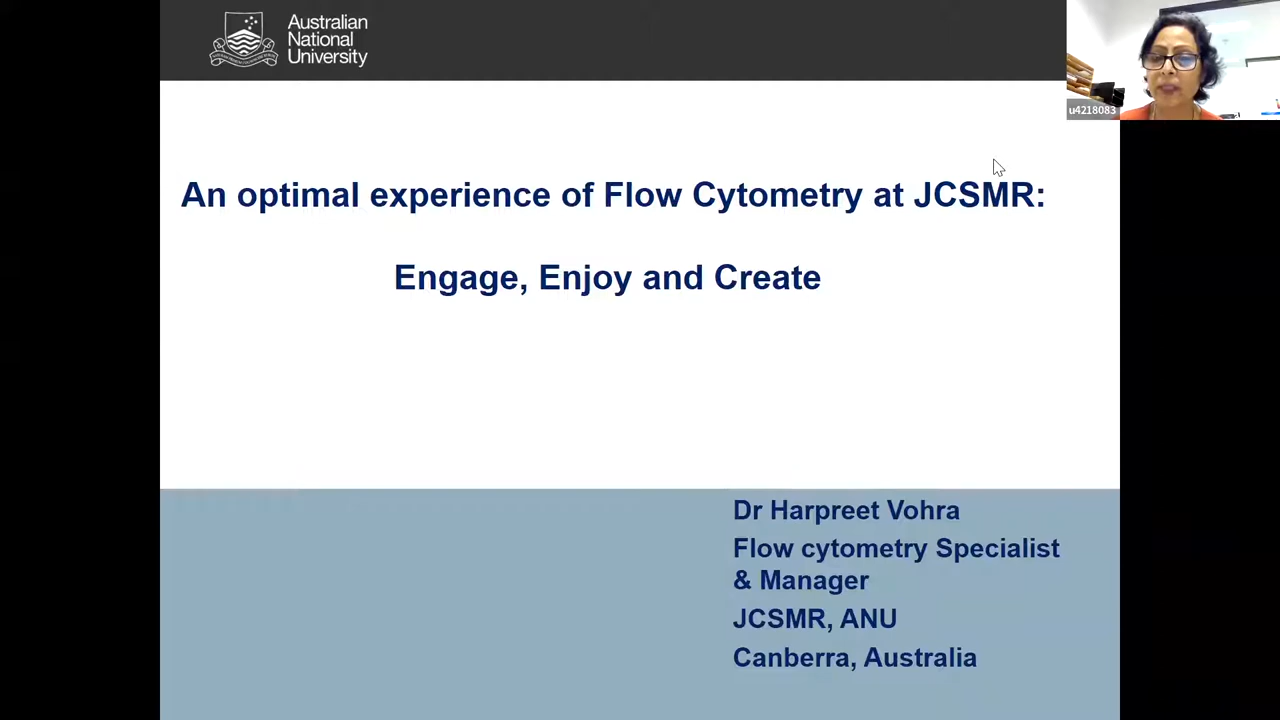 Australian
National
University
u4218083
An optimal experience of Flow Cytometry at JCSMR:
Engage, Enjoy and Create
Dr Harpreet Vohra
Flow cytometry Specialist
& Manager
JCSMR, ANU
Canberra, Australia